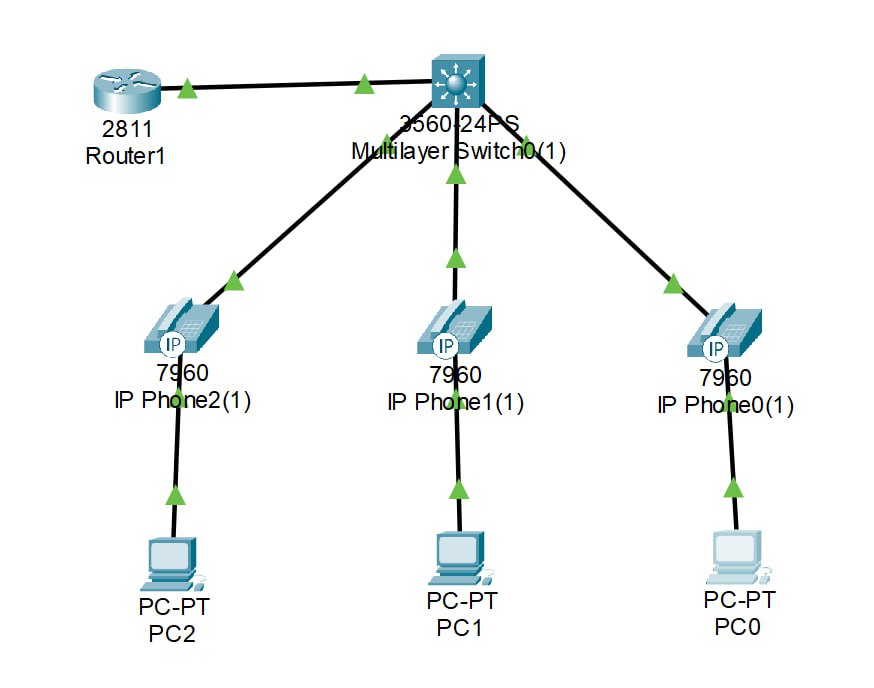 3560-24PS
Multilayer Switch0(1)
2811
Router1
IP
7960
IP Phone2(1)
IP
7960
IP Phone1(1)
IP
7960
IP Phone0(1)
PC-PT
PC2
PC-PT
PC1
PC-PT
PC0